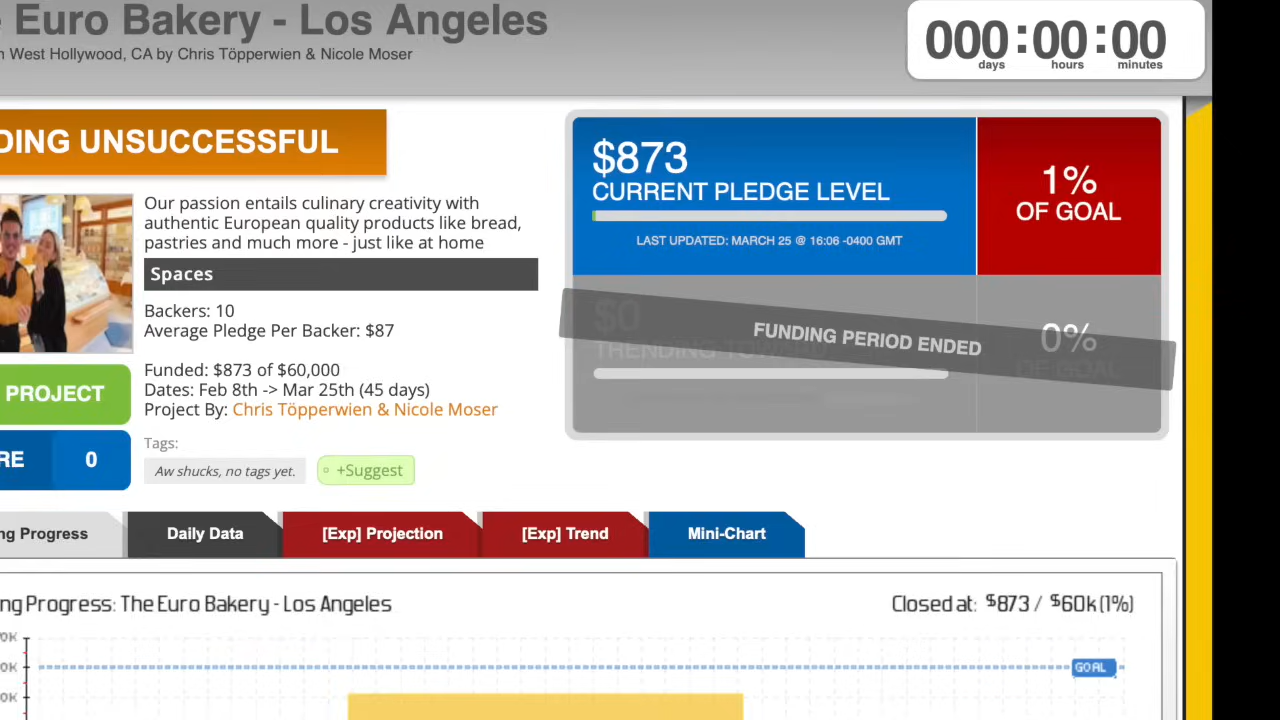 Euro Bakery - Los Angeles
West Hollywood, CA by Chris Töpperwien & Nicole Moser
000:00:00
days hours minutes
DING UNSUCCESSFUL
Our passion entails culinary creativity with
authentic European quality products like bread,
pastries and much more - just like at home
Spaces
Backers: 10
Average Pledge Per Backer: $87
Funded: $873 of $60,000
Dates: Feb 8th -> Mar 25th (45 days)
Project By: Chris Töpperwien & Nicole Moser
Tags:
Aw shucks, no tags yet.
+Suggest
PROJECT
RE 0
$873
CURRENT PLEDGE LEVEL
LAST UPDATED: MARCH 25 @ 16:06 -0400 GMT
1%
OF GOAL
$0
TRENDING TOWARD
FUNDING PERIOD ENDED
0%
OF GOAL
ng Progress
Daily Data
[Exp] Projection
[Exp] Trend
Mini-Chart
ng Progress: The Euro Bakery - Los Angeles
Closed at: $873 / $60k (1%)
GOAL